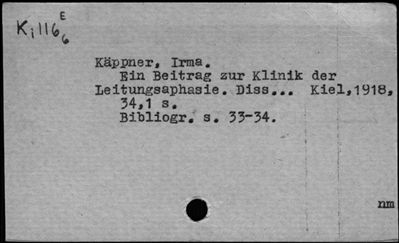 K, 116 E
6
Käppner, Irma.
Ein Beitrag zur Klinik der
Leitungsaphasie. Diss... Kiel,1918,
34,1 s.
Bibliogr. s. 33-34.
nm